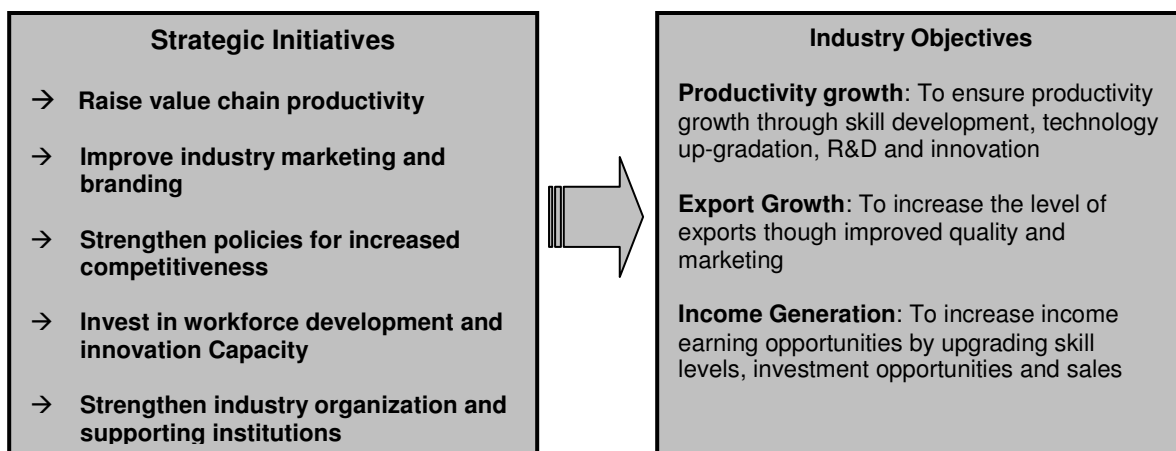 Strategic Initiatives
→ Raise value chain productivity
→ Improve industry marketing and
branding
→ Strengthen policies for increased
competitiveness
→ Invest in workforce development and
innovation Capacity
→ Strengthen industry organization and
supporting institutions
Industry Objectives
Productivity growth: To ensure productivity
growth through skill development, technology
up-gradation, R&D and innovation
Export Growth: To increase the level of
exports though improved quality and
marketing
Income Generation: To increase income
earning opportunities by upgrading skill
levels, investment opportunities and sales